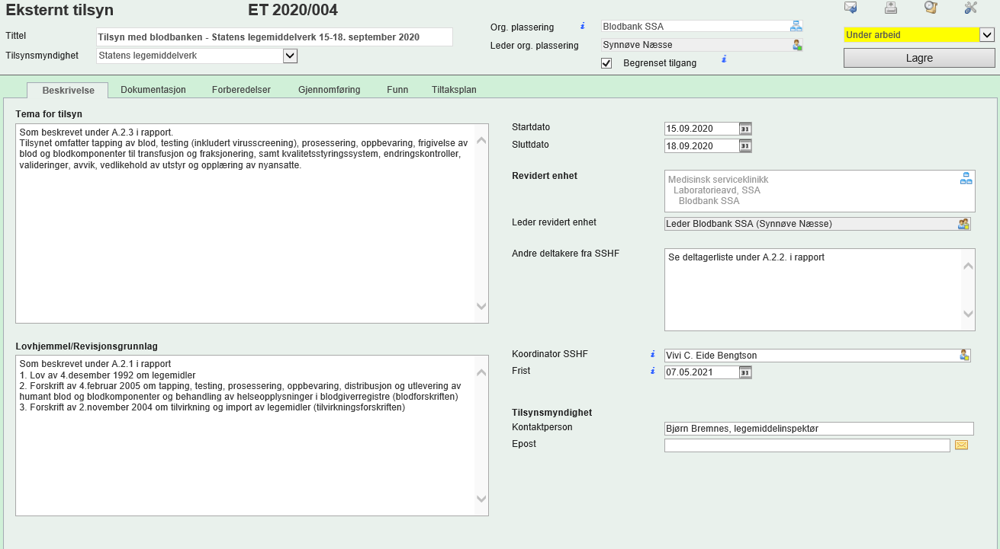 Eksternt tilsyn
ET 2020/004
Tittel
Tilsyn med blodbanken - Statens legemiddelverk 15-18. september 2020
Tilsynsmyndighet
Statens legemiddelverk
Org. plassering
i
Blodbank SSA
Leder org. plassering
Synnøve Næsse
Begrenset tilgang
i
Under arbeid
Lagre
Beskrivelse
Dokumentasjon
Forberedelser
Gjennomføring
Funn
Tiltaksplan
Tema for tilsyn
Som beskrevet under A.2.3 i rapport.
Tilsynet omfatter tapping av blod, testing (inkludert virusscreening), prosessering, oppbevaring, frigivelse av
blod og blodkomponenter til transfusjon og fraksjonering, samt kvalitetsstyringssystem, endringskontroller,
valideringer, avvik, vedlikehold av utstyr og opplæring av nyansatte.
Lovhjemmel/Revisjonsgrunnlag
Som beskrevet under A.2.1 i rapport
1. Lov av 4.desember 1992 om legemidler
2. Forskrift av 4.februar 2005 om tapping, testing, prosessering, oppbevaring, distribusjon og utlevering av
humant blod og blodkomponenter og behandling av helseopplysninger i blodgiverregistre (blodforskriften)
3. Forskrift av 2.november 2004 om tilvirkning og import av legemidler (tilvirkningsforskriften)
Startdato
15.09.2020
31
Sluttdato
18.09.2020
31
Revidert enhet
Medisinsk serviceklinikk
Laboratorieavd, SSA
Blodbank SSA
Leder revidert enhet
Leder Blodbank SSA (Synnøve Næsse)
Andre deltakere fra SSHF
Se deltagerliste under A.2.2. i rapport
Koordinator SSHF
i
Vivi C. Eide Bengtson
Frist
i
07.05.2021
31
Tilsynsmyndighet
Kontaktperson
Bjørn Bremnes, legemiddelinspektør
Epost